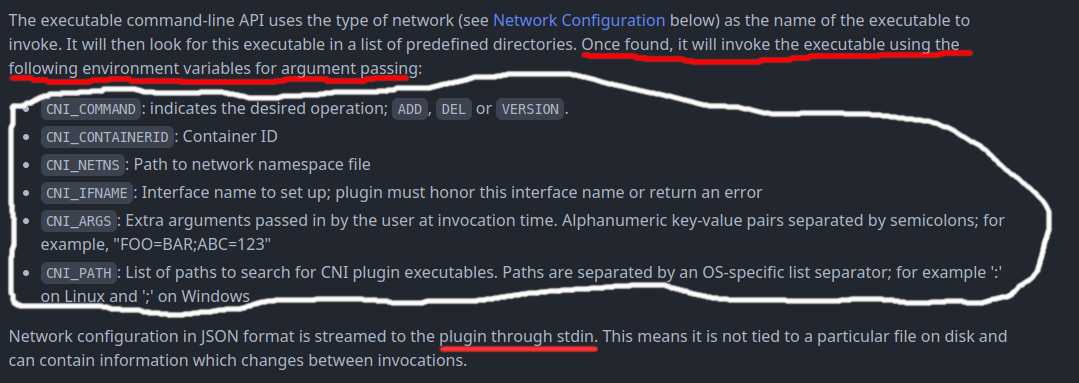 The executable command-line API uses the type of network (see Network Configuration below) as the name of the executable to
invoke. It will then look for this executable in a list of predefined directories. Once found, it will invoke the executable using the
following environment variables for argument passing:
• CNI_COMMAND: indicates the desired operation; ADD, DEL or VERSION.
• CNI_CONTAINERID: Container ID
• CNI_NETNS: Path to network namespace file
• CNI_IFNAME: Interface name to set up; plugin must honor this interface name or return an error
• CNI_ARGS: Extra arguments passed in by the user at invocation time. Alphanumeric key-value pairs separated by semicolons; for
example, "FOO=BAR;ABC=123"
• CNI_PATH: List of paths to search for CNI plugin executables. Paths are separated by an OS-specific list separator; for example ':'
on Linux and ';' on Windows
Network configuration in JSON format is streamed to the plugin through stdin. This means it is not tied to a particular file on disk and
can contain information which changes between invocations.